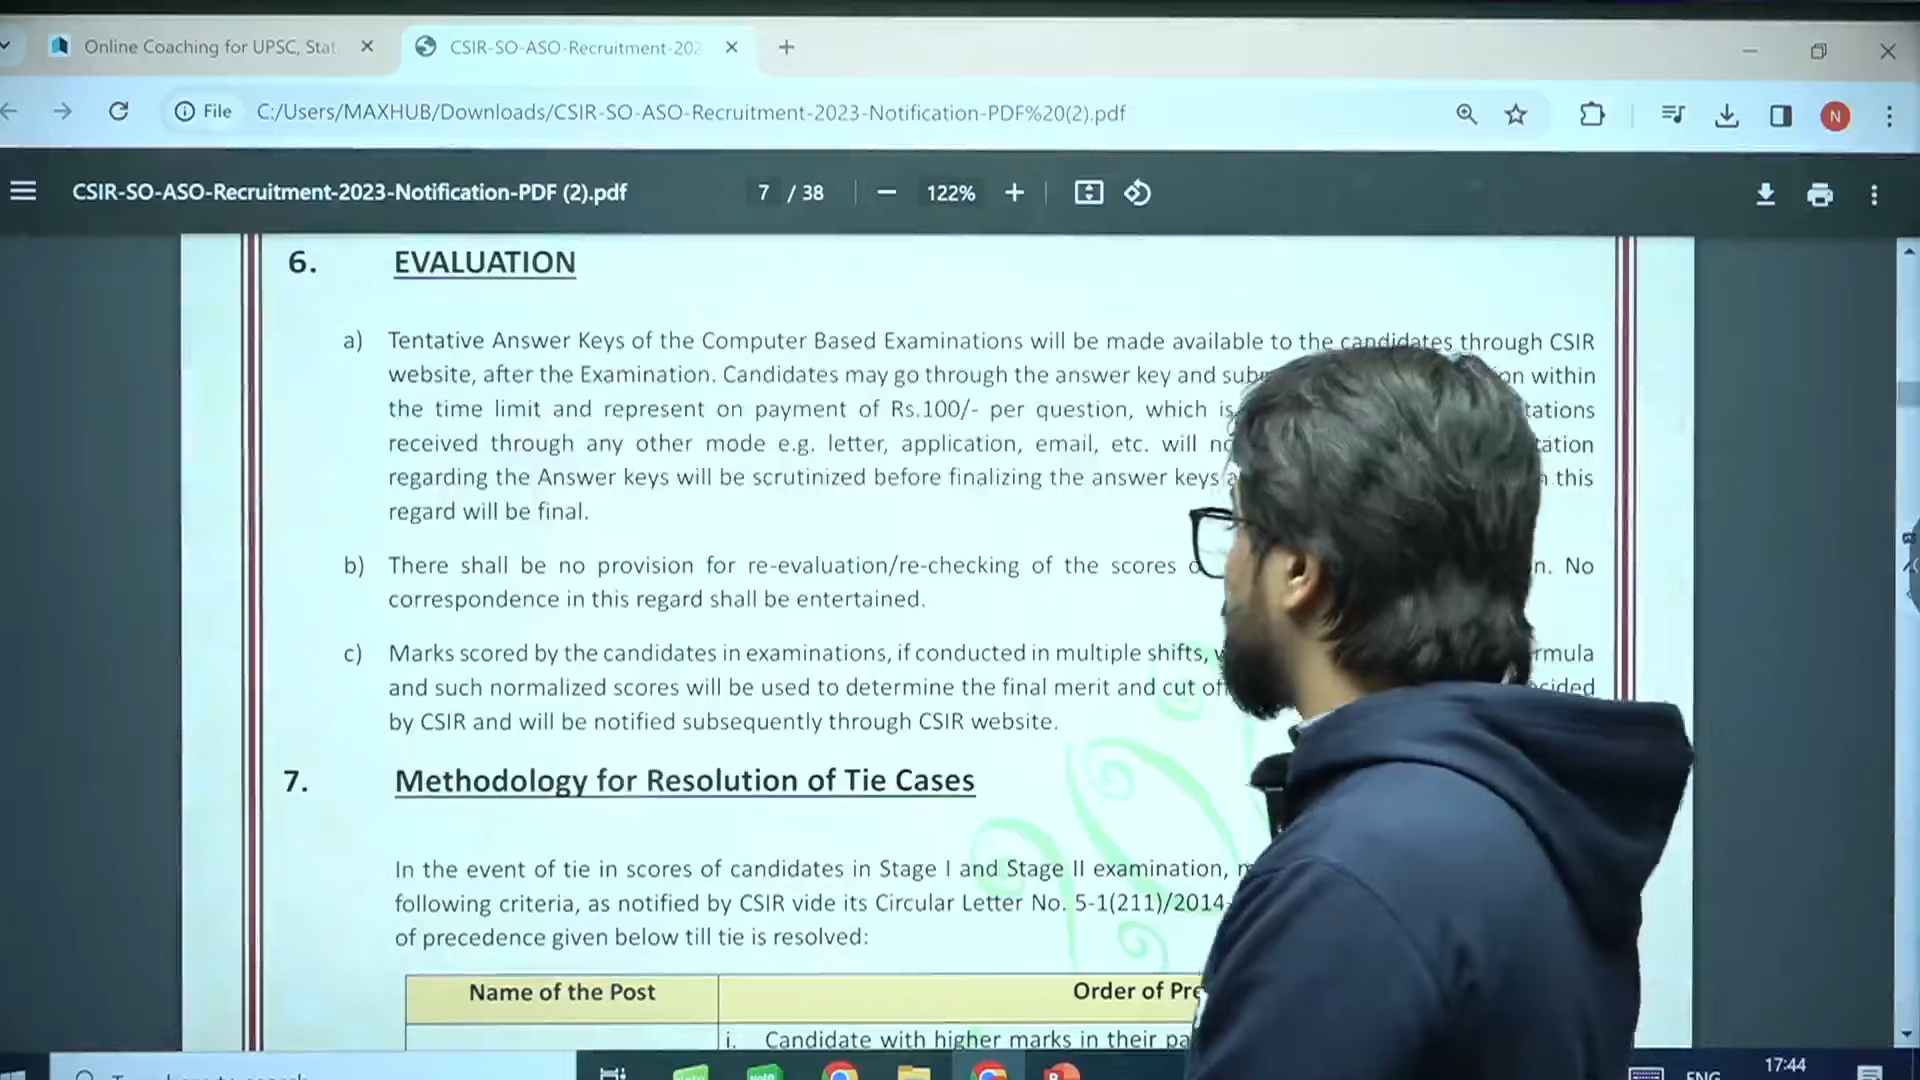 Online Coaching for UPSC, Stat
CSIR-SO-ASO-Recruitment-202
File
C:/Users/MAXHUB/Downloads/CSIR-SO-ASO-Recruitment-2023-Notification-PDF%20(2).pdf
N
CSIR-SO-ASO-Recruitment-2023-Notification-PDF (2).pdf
7 / 38
122%
6. EVALUATION
a) Tentative Answer Keys of the Computer Based Examinations will be made available to the candidates through CSIR
website, after the Examination. Candidates may go through the answer key and within
the time limit and represent on payment of Rs.100/- per question, which is
received through any other mode e.g. letter, application, email, etc. will
regarding the Answer keys will be scrutinized before finalizing the answer keys this
regard will be final.
b) There shall be no provision for re-evaluation/re-checking of the scores No
correspondence in this regard shall be entertained.
c) Marks scored by the candidates in examinations, if conducted in multiple shifts,
and such normalized scores will be used to determine the final merit and cut
by CSIR and will be notified subsequently through CSIR website.
7. Methodology for Resolution of Tie Cases
In the event of tie in scores of candidates in Stage I and Stage II examination,
following criteria, as notified by CSIR vide its Circular Letter No. 5-1(211)/2014-
of precedence given below till tie is resolved:
Name of the Post
Order of
i. Candidate with higher marks in their
17:44
ENG